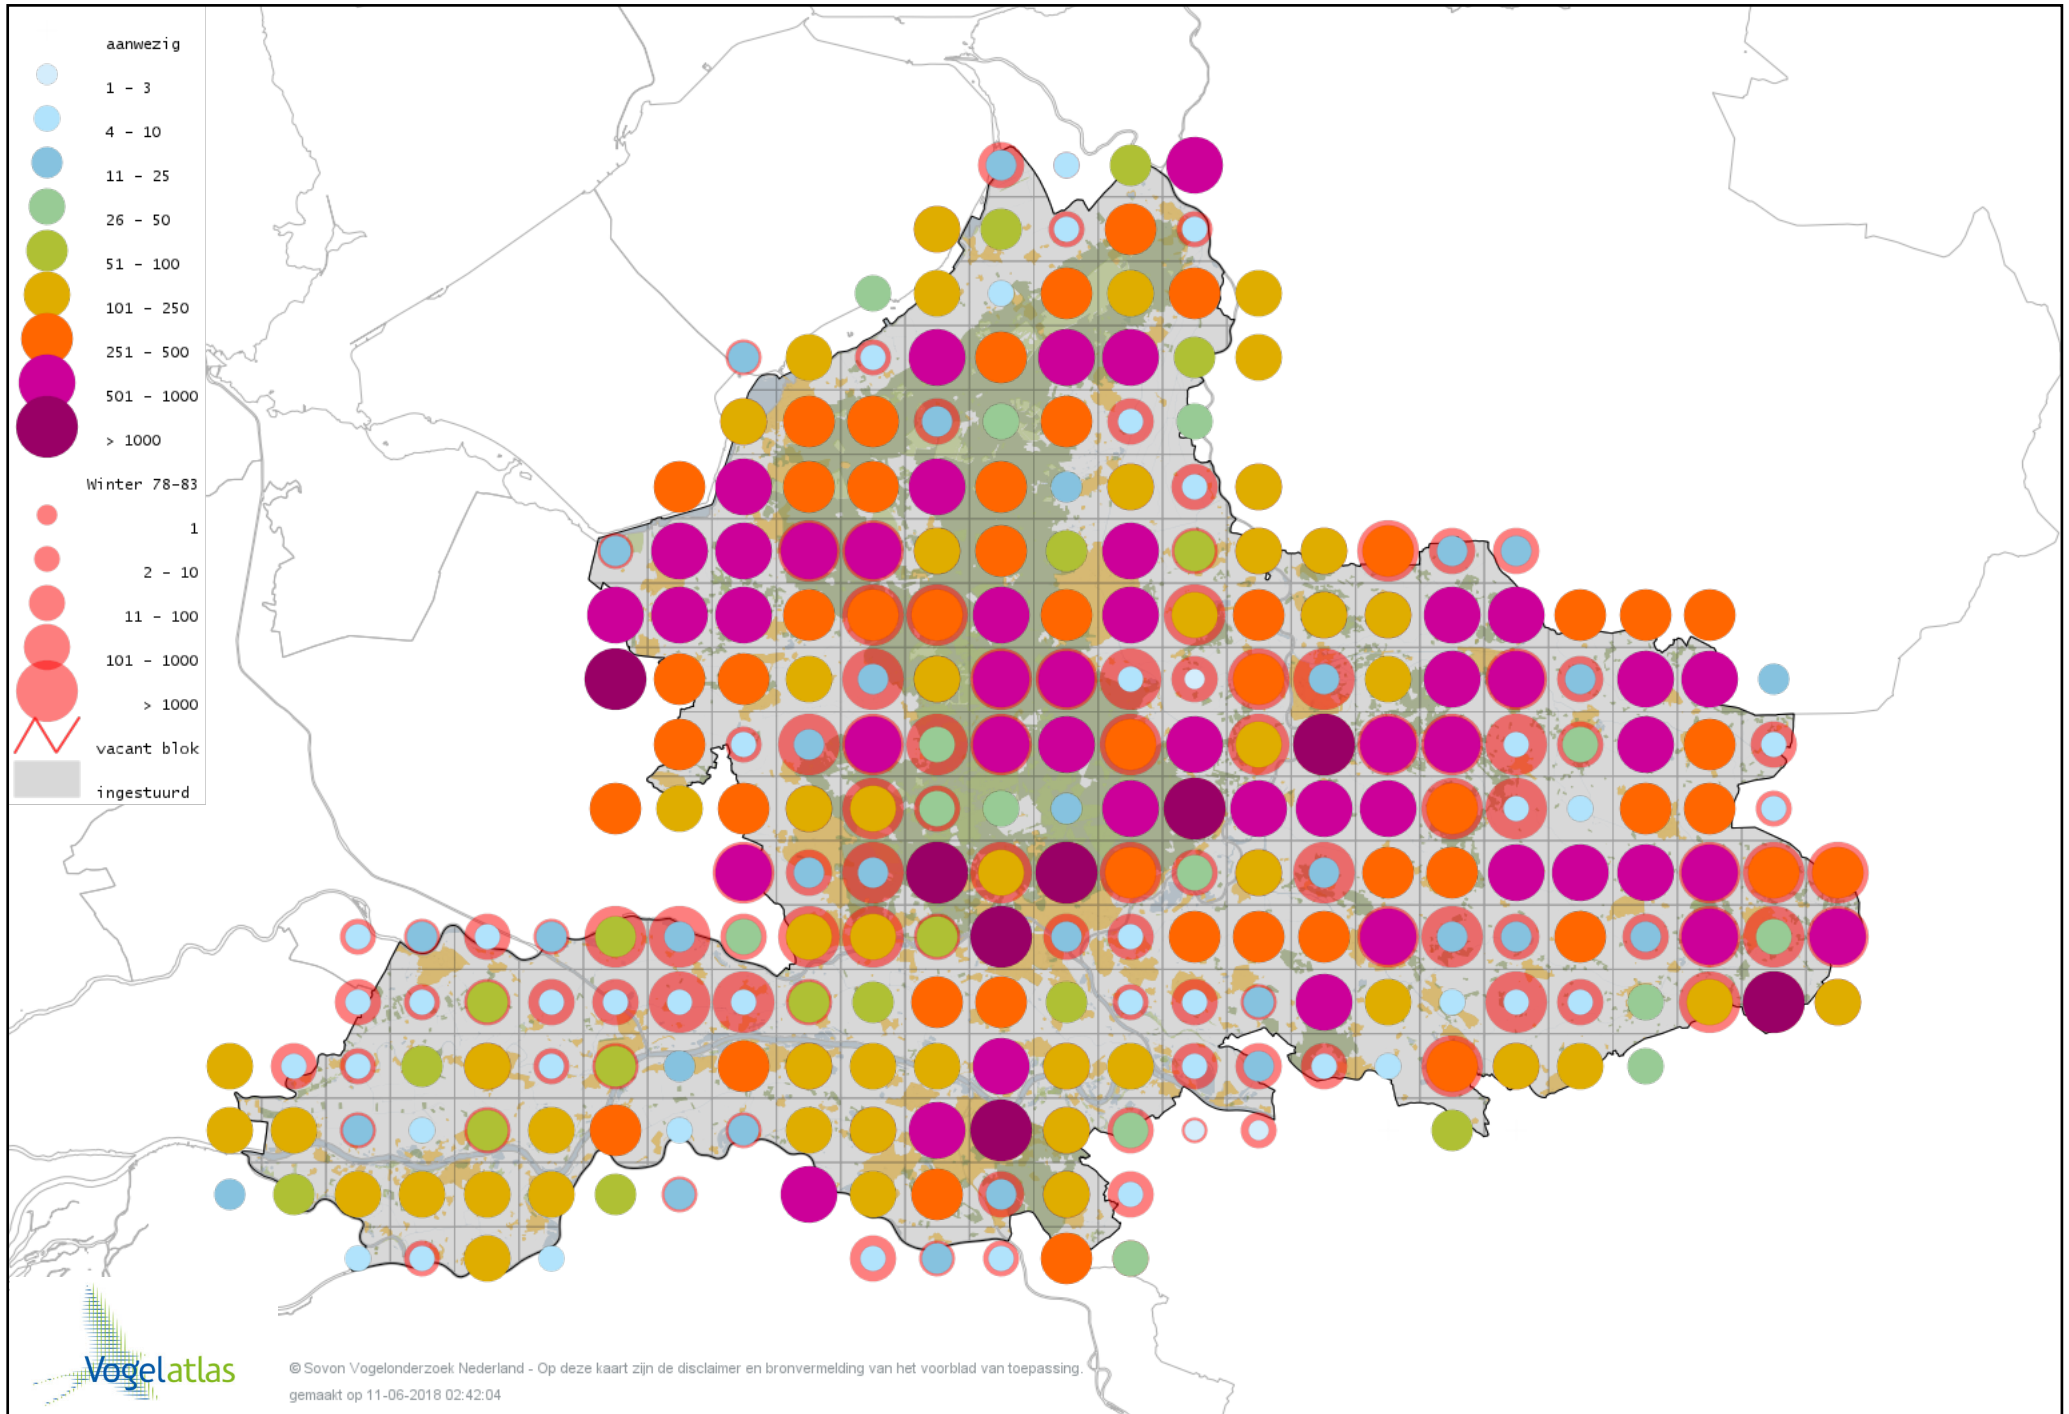 aanwezig
1 - 3
4 - 10
11 - 25
26 - 50
51 - 100
101 - 250
251 - 500
501 - 1000
> 1000
Winter 78-83
1
2 - 10
11 - 100
101 - 1000
> 1000
vacant blok
ingestuurd
Vogelatlas
© Sovon Vogelonderzoek Nederland - Op deze kaart zijn de disclaimer en bronvermelding van het voorblad van toepassing.
gemaakt op 11-06-2018 02:42:04